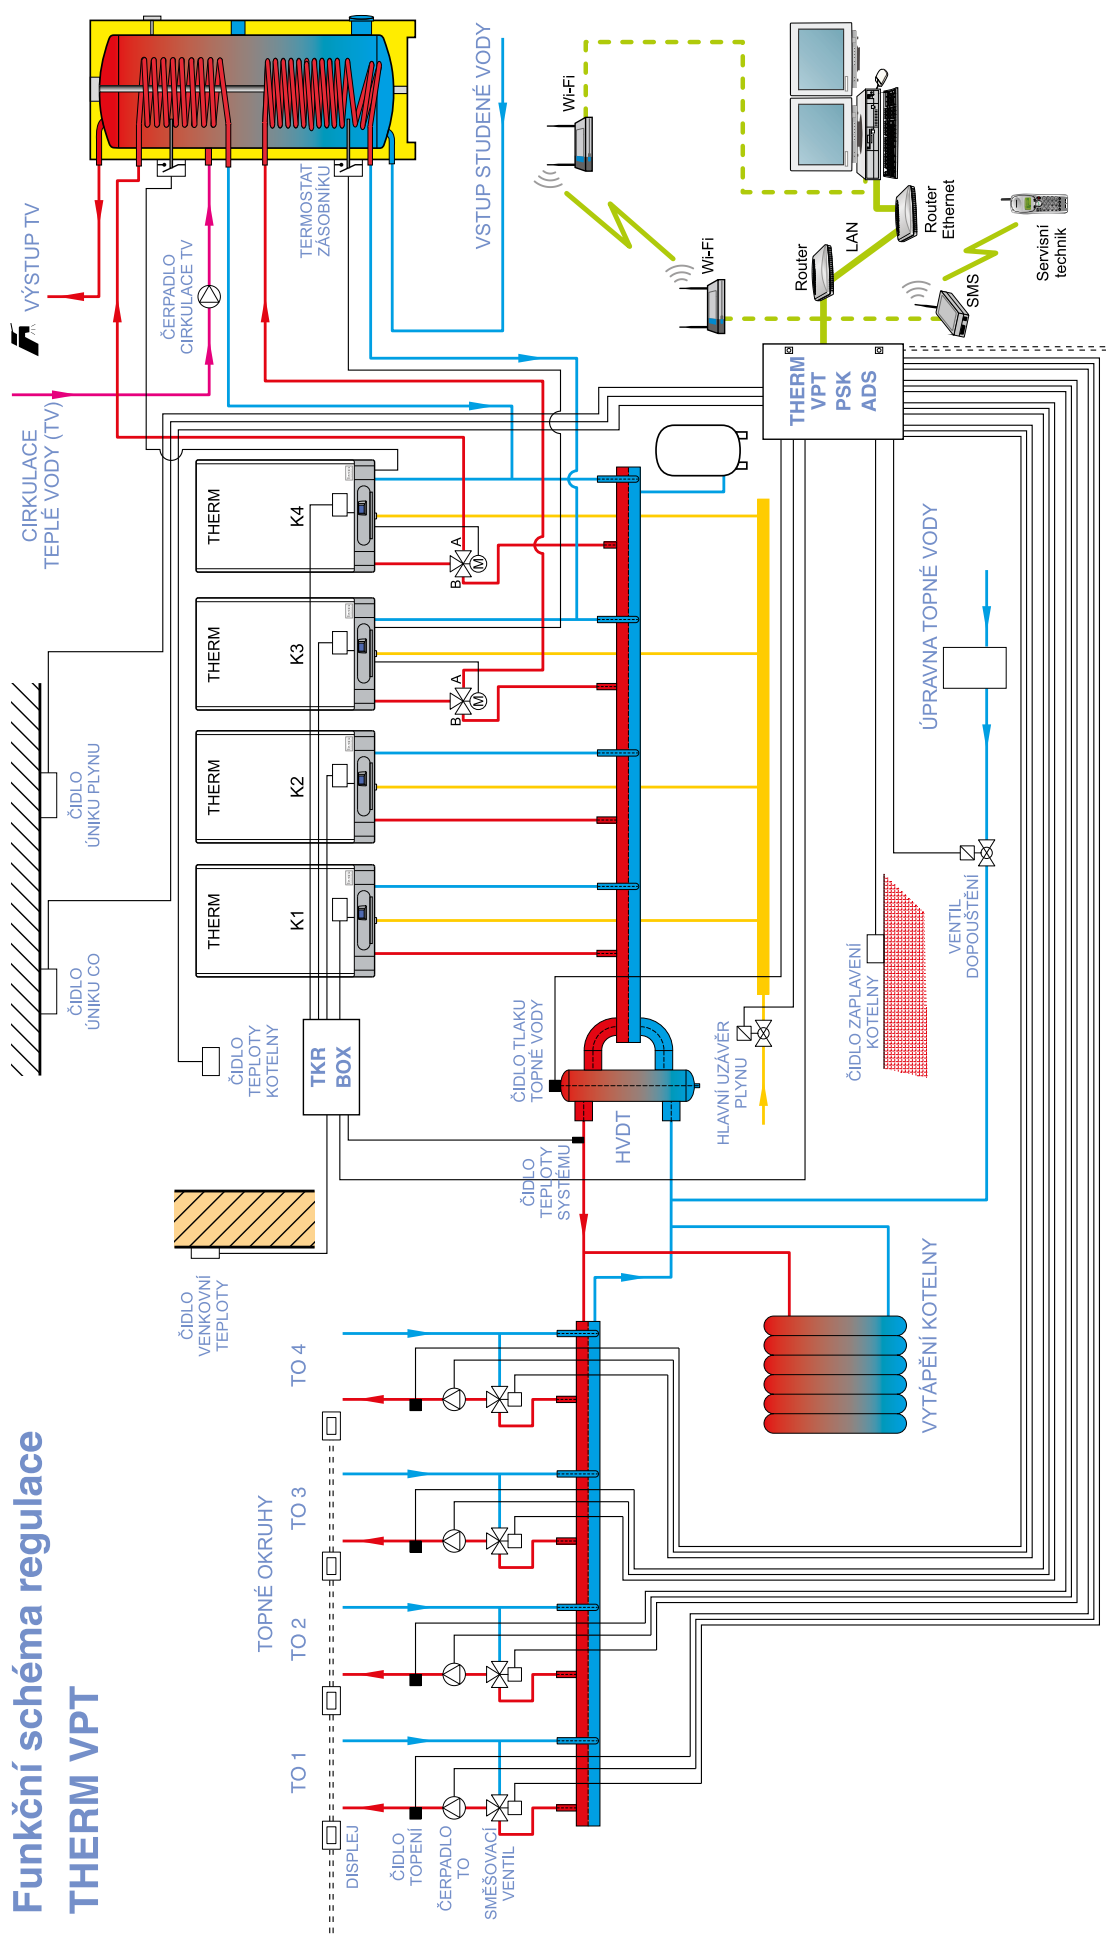 Funkční schéma regulace
THERM VPT
DISPLEJ
ČIDLO
TOPENÍ
ČERPADLO
TO
SMĚŠOVACÍ
VENTIL
TOPNÉ OKRUHY
TO 1
TO 2
TO 3
TO 4
ČIDLO
VENKOVNÍ
TEPLOTY
VYTÁPĚNÍ KOTELNY
ČIDLO
TEPLOTY
SYSTÉMU
HVDT
ČIDLO TLAKU
TOPNÉ VODY
HLAVNÍ UZÁVĚR
PLYNU
TKR
BOX
ČIDLO
TEPLOTY
KOTELNY
ČIDLO
ÚNIKU CO
ČIDLO
ÚNIKU PLYNU
THERM
K1
THERM
K2
THERM
K3
THERM
K4
B
A
M
B
A
M
ČIDLO ZAPLAVENÍ
KOTELNY
VENTIL
DOPOUŠTĚNÍ
ÚPRAVNA TOPNÉ VODY
CIRKULACE
TEPLÉ VODY (TV)
VÝSTUP TV
ČERPADLO
CIRKULACE TV
TERMOSTAT
ZÁSOBNÍKU
VSTUP STUDENÉ VODY
THERM
VPT
PSK
ADS
Wi-Fi
Wi-Fi
Router
LAN
Router
Ethernet
SMS
Servisní
technik